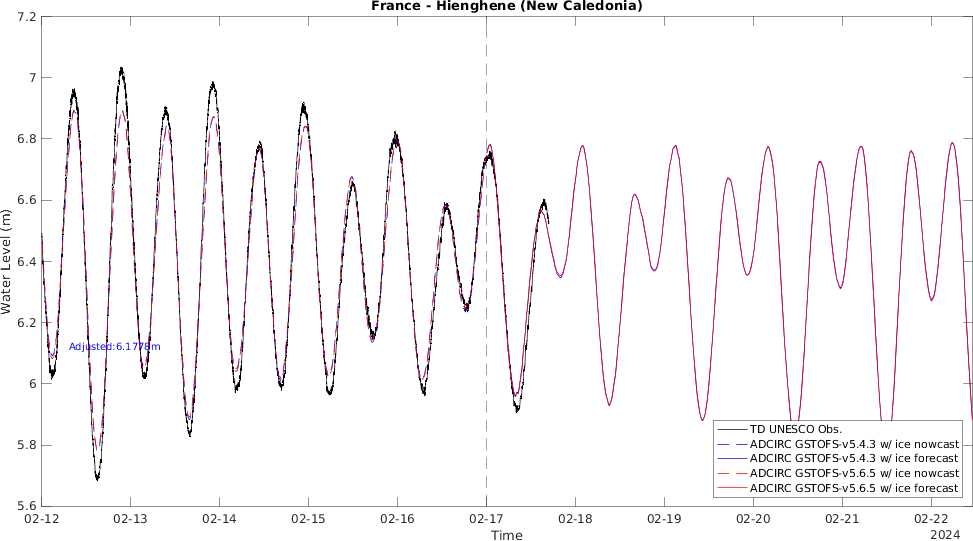 France - Hienghene (New Caledonia)
7.2
7
6.8
6.6
6.4
6.2
6
5.8
5.6
Water Level (m)
Adjusted:6.1778m
TD UNESCO Obs.
ADCIRC GSTOFS-v5.4.3 w/ ice nowcast
ADCIRC GSTOFS-v5.4.3 w/ ice forecast
ADCIRC GSTOFS-v5.6.5 w/ ice nowcast
ADCIRC GSTOFS-v5.6.5 w/ ice forecast
02-12 02-13 02-14 02-15 02-16 02-17 02-18 02-19 02-20 02-21 02-22
2024
Time